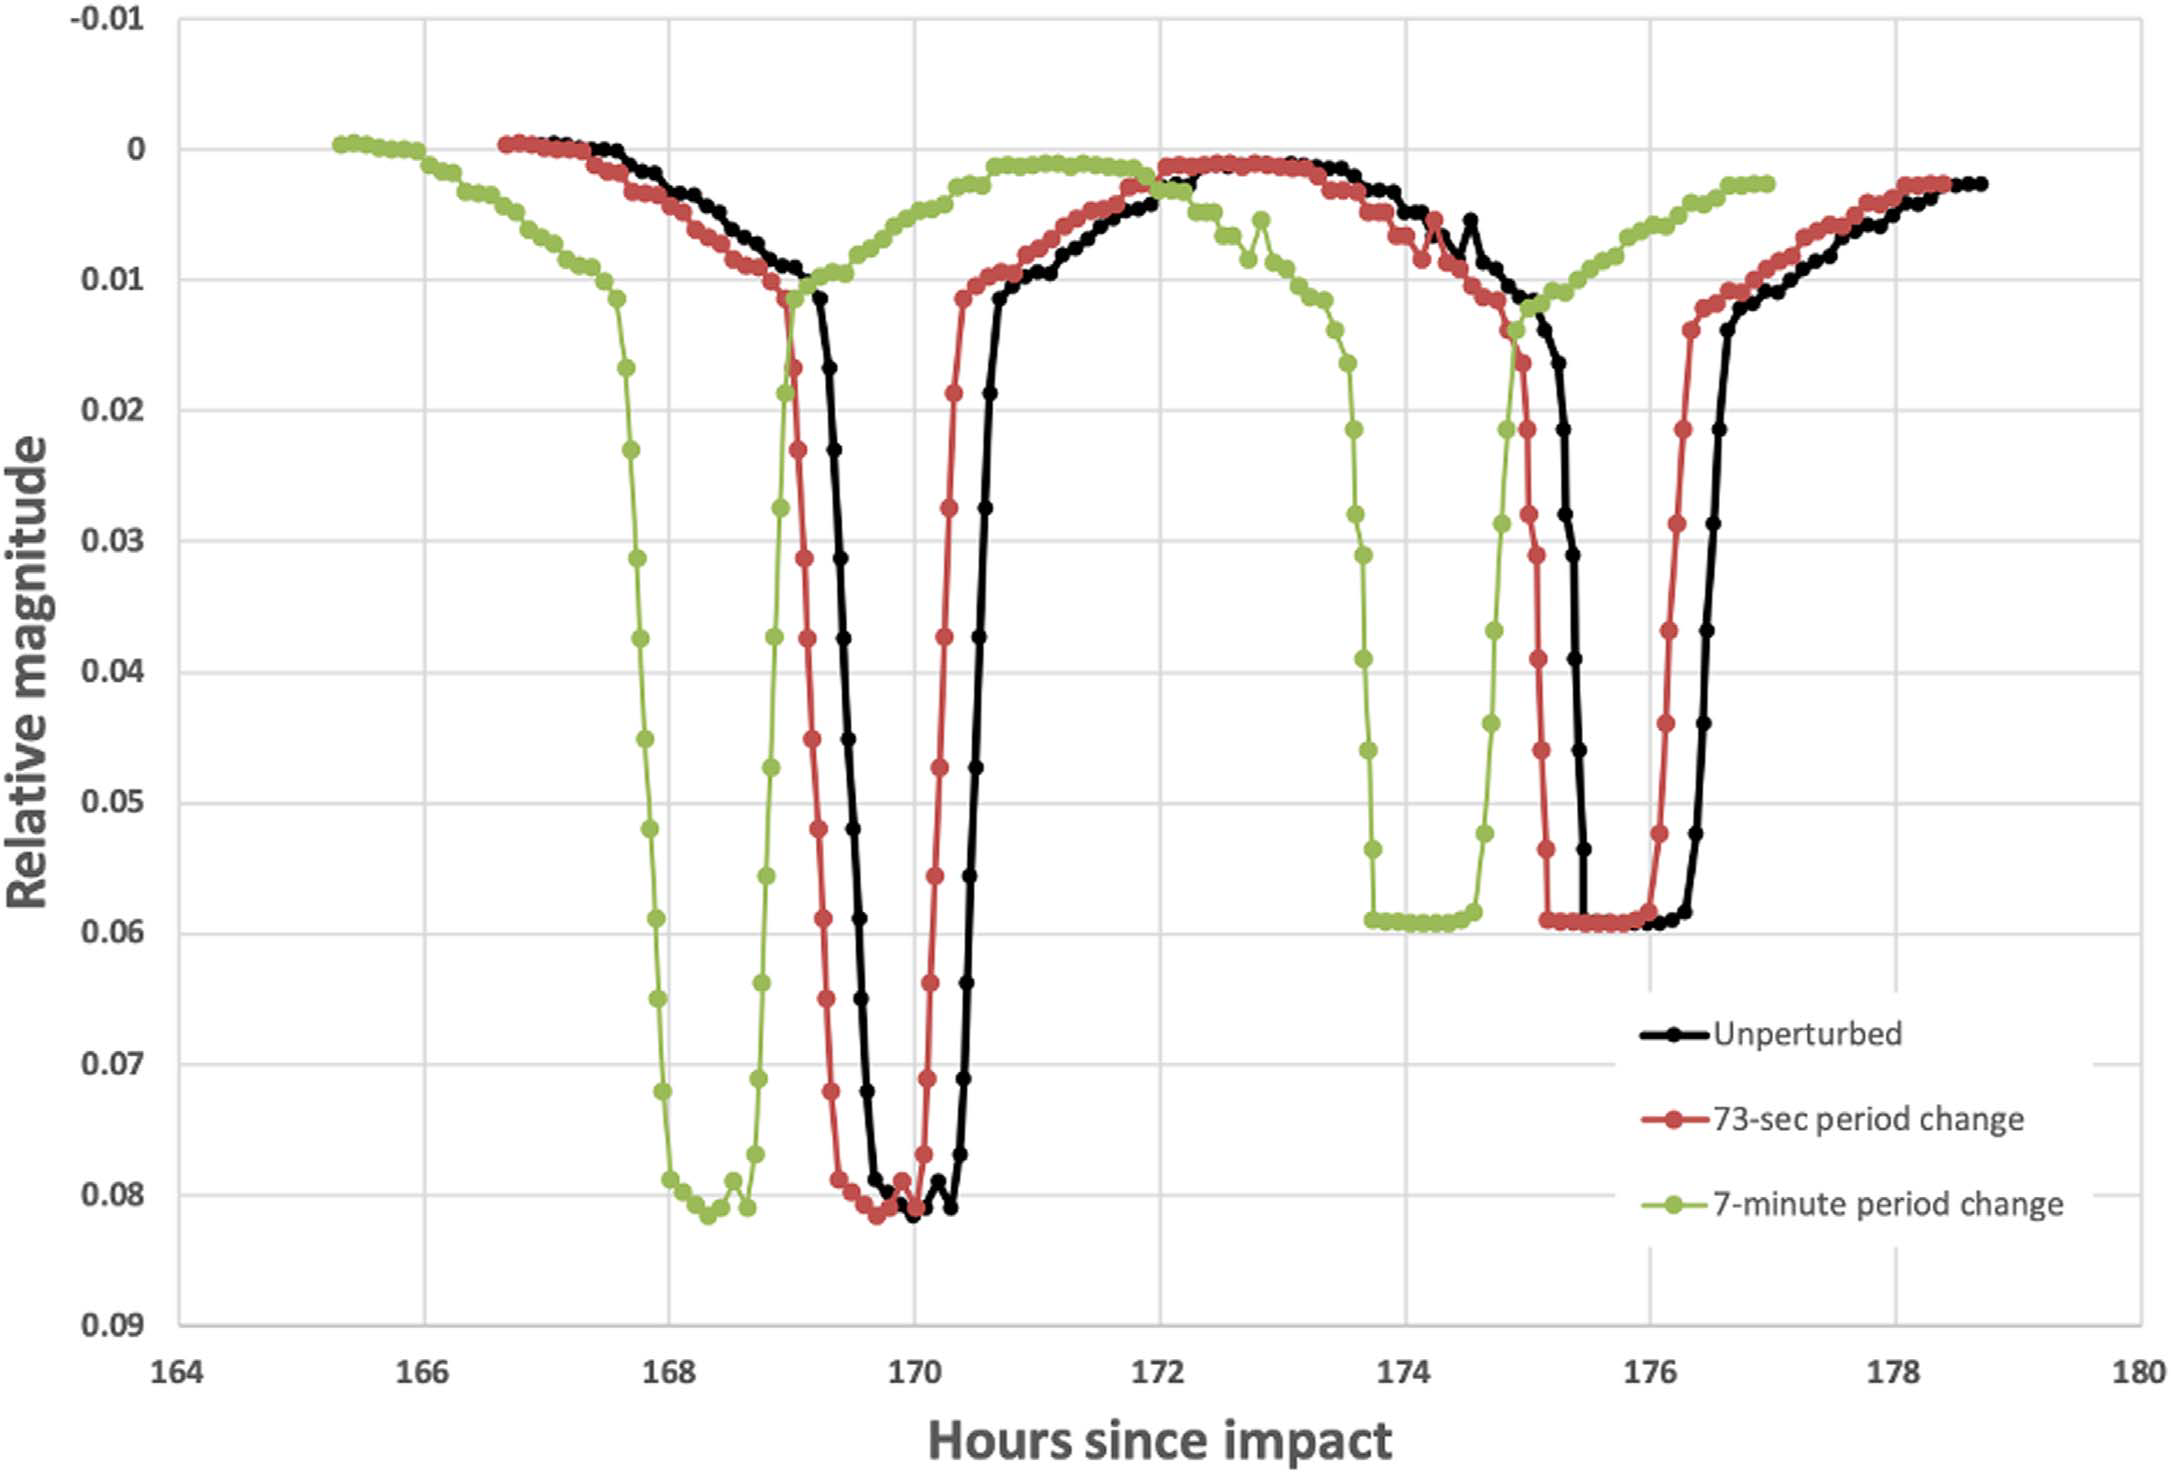 -0.01
0
0.01
0.02
0.03
0.04
0.05
0.06
0.07
0.08
0.09
Relative magnitude
164 166 168 170 172 174 176 178 180
Hours since impact
Unperturbed
73-sec period change
7-minute period change